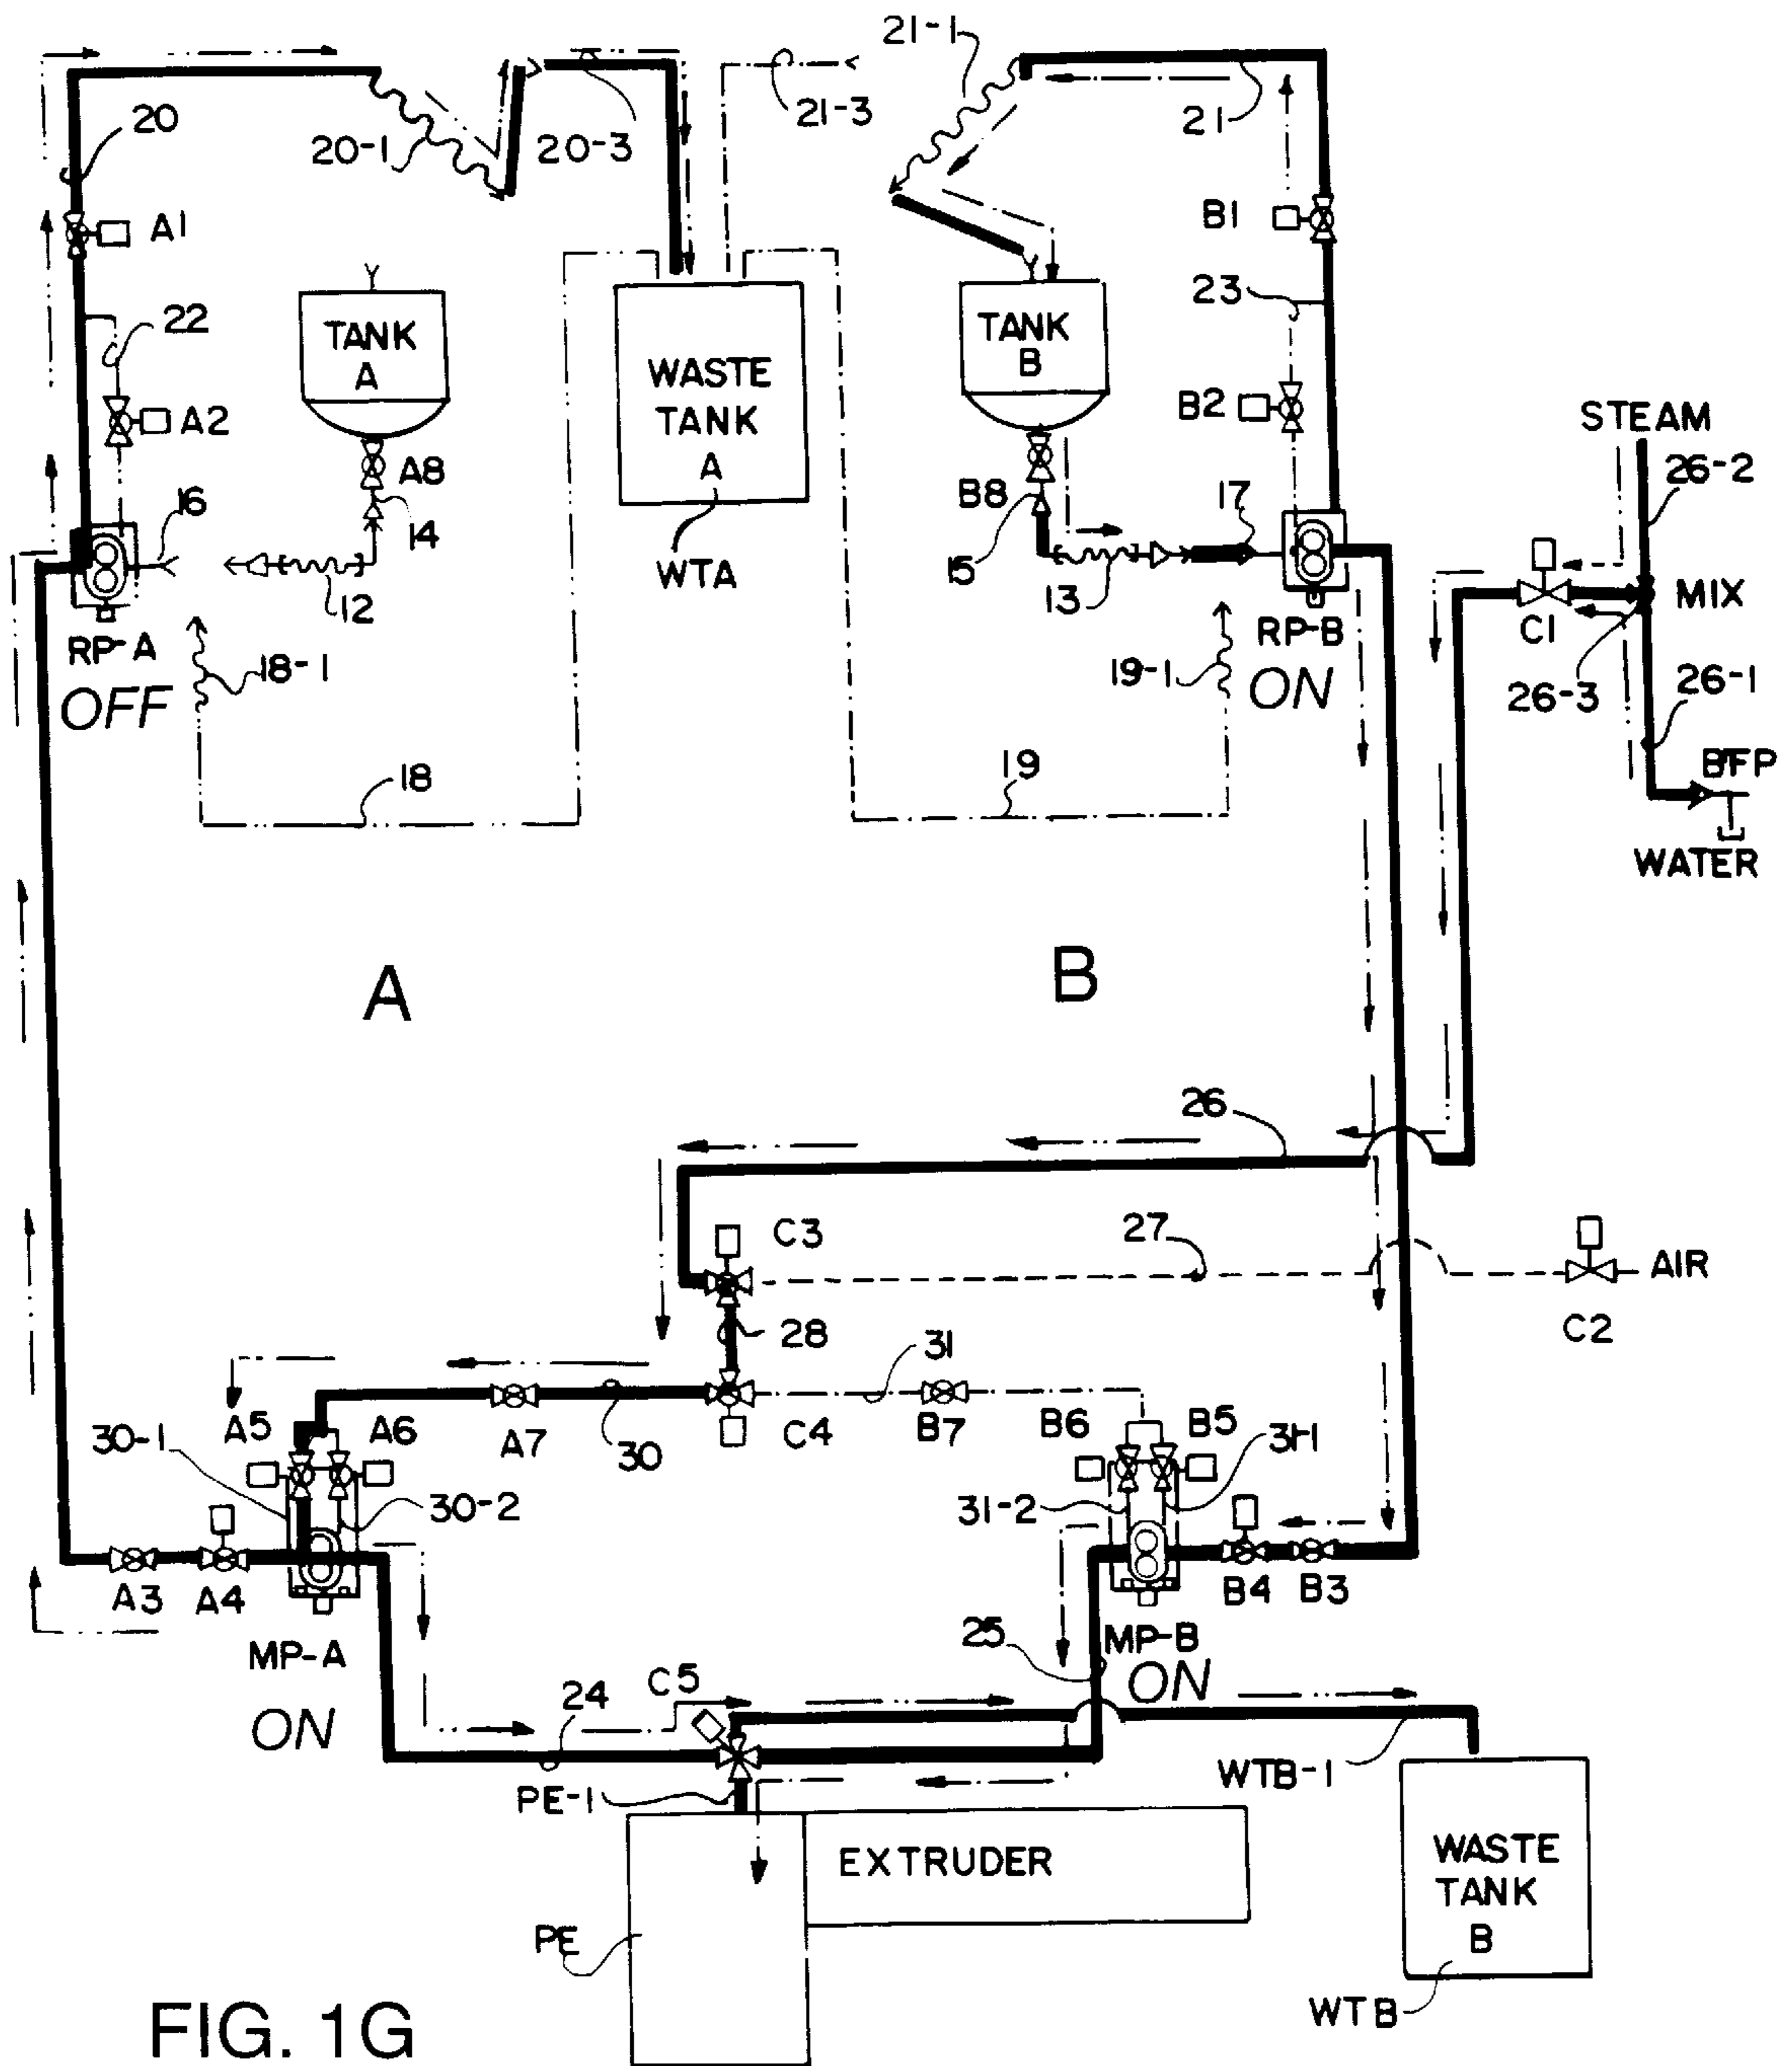 21-1
20
20-1
20-3
21-3
21
A1
B1
22
TANK
A
WASTE
TANK
A
TANK
B
23
A2
B2
STEAM
26-2
16
A8
14
WTA
B8
15
17
13
12
RP-A
OFF
18-1
19-1
RP-B
ON
C1
MIX
26-3
26-1
BFP
WATER
18
19
A
B
26
C3
27
AIR
C2
28
31
A5
A6
30-1
A7
30
C4
B7
B6
B5
31-1
30-2
31-2
A3
A4
B4
B3
MP-A
ON
25
MP-B
ON
24
C5
PE-1
WTB-1
EXTRUDER
PE
WASTE
TANK
B
WTB
FIG. 1G